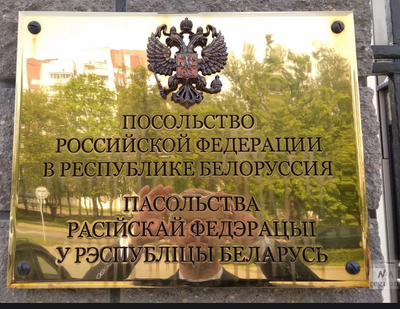 ПОСОЛЬСТВО
РОССИЙСКОЙ ФЕДЕРАЦИИ
В РЕСПУБЛИКЕ БЕЛОРУССИЯ
ПАСОЛЬСТВА
РАСІЙСКАЙ ФЕДЭРАЦЫІ
У РЭСПУБЛІЦЫ БЕЛАРУСЬ